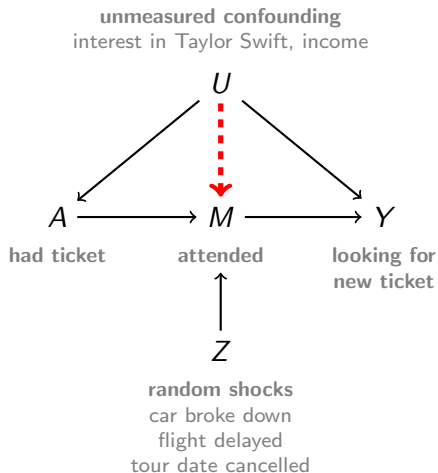 unmeasured confounding
interest in Taylor Swift, income
U
A M Y
had ticket attended looking for
new ticket
Z
random shocks
car broke down
flight delayed
tour date cancelled